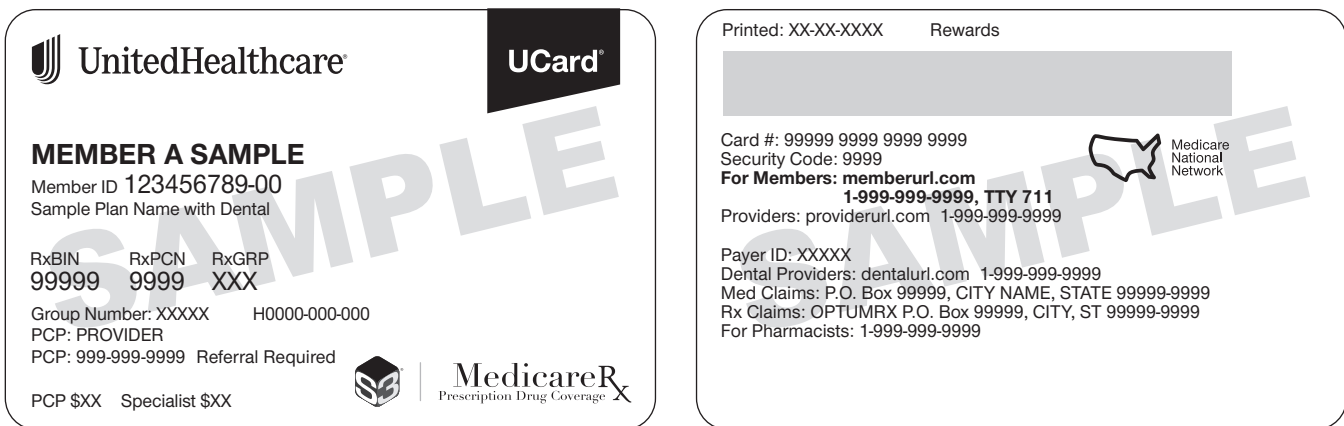 UnitedHealthcare®
UCard®
MEMBER A SAMPLE
Member ID 123456789-00
Sample Plan Name with Dental
RxBIN RxPCN RxGRP
99999 9999 XXX
Group Number: XXXXX H0000-000-000
PCP: PROVIDER
PCP: 999-999-9999 Referral Required
S3
MedicareRx
Prescription Drug Coverage
PCP $XX Specialist $XX
SAMPLE
Printed: XX-XX-XXXX Rewards
Card #: 99999 9999 9999 9999
Security Code: 9999
For Members: memberurl.com
1-999-999-9999, TTY 711
Providers: providerurl.com 1-999-999-9999
Medicare
National
Network
Payer ID: XXXXX
Dental Providers: dentalurl.com 1-999-999-9999
Med Claims: P.O. Box 99999, CITY NAME, STATE 99999-9999
Rx Claims: OPTUMRX P.O. Box 99999, CITY, ST 99999-9999
For Pharmacists: 1-999-999-9999
SAMPLE